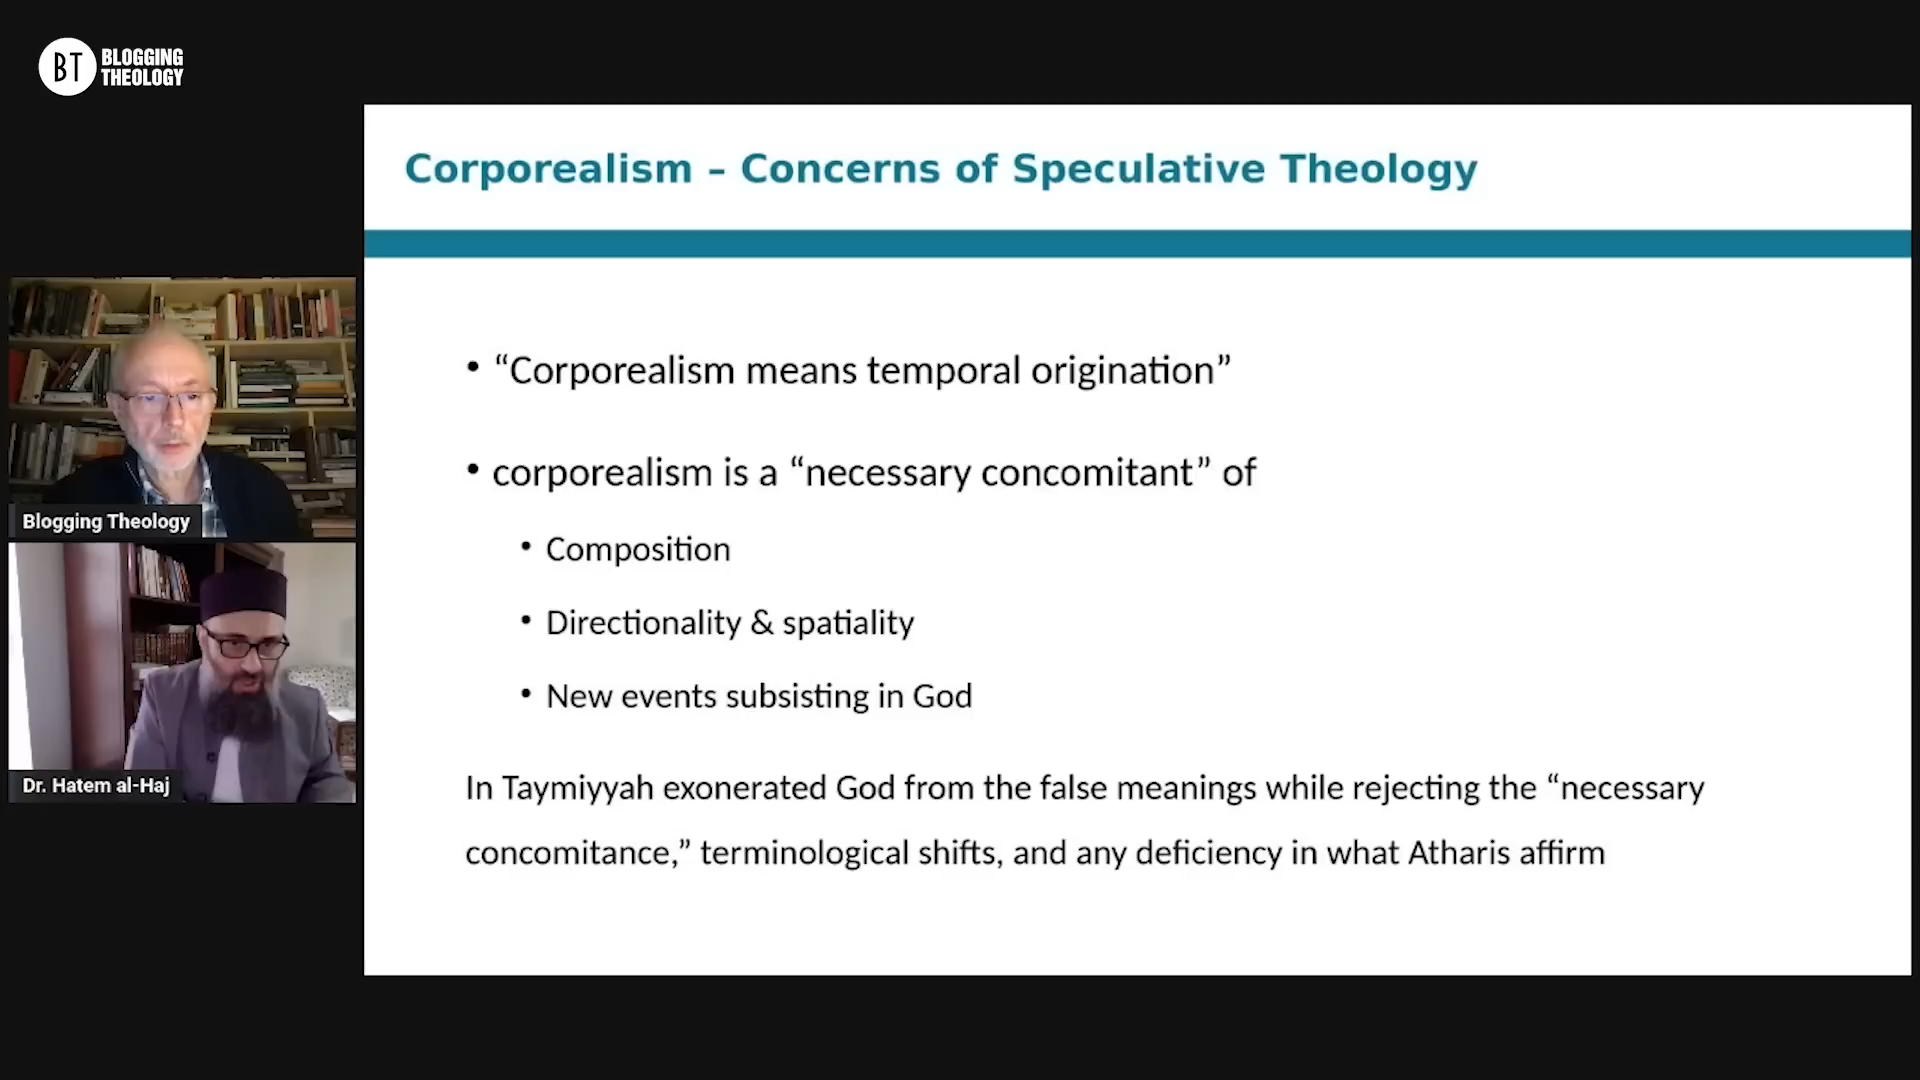 BT BLOGGING
THEOLOGY
Corporealism – Concerns of Speculative Theology
• “Corporealism means temporal origination”
• corporealism is a “necessary concomitant” of
• Composition
• Directionality & spatiality
• New events subsisting in God
In Taymiyyah exonerated God from the false meanings while rejecting the “necessary
concomitance,” terminological shifts, and any deficiency in what Atharis affirm
Blogging Theology
Dr. Hatem al-Haj